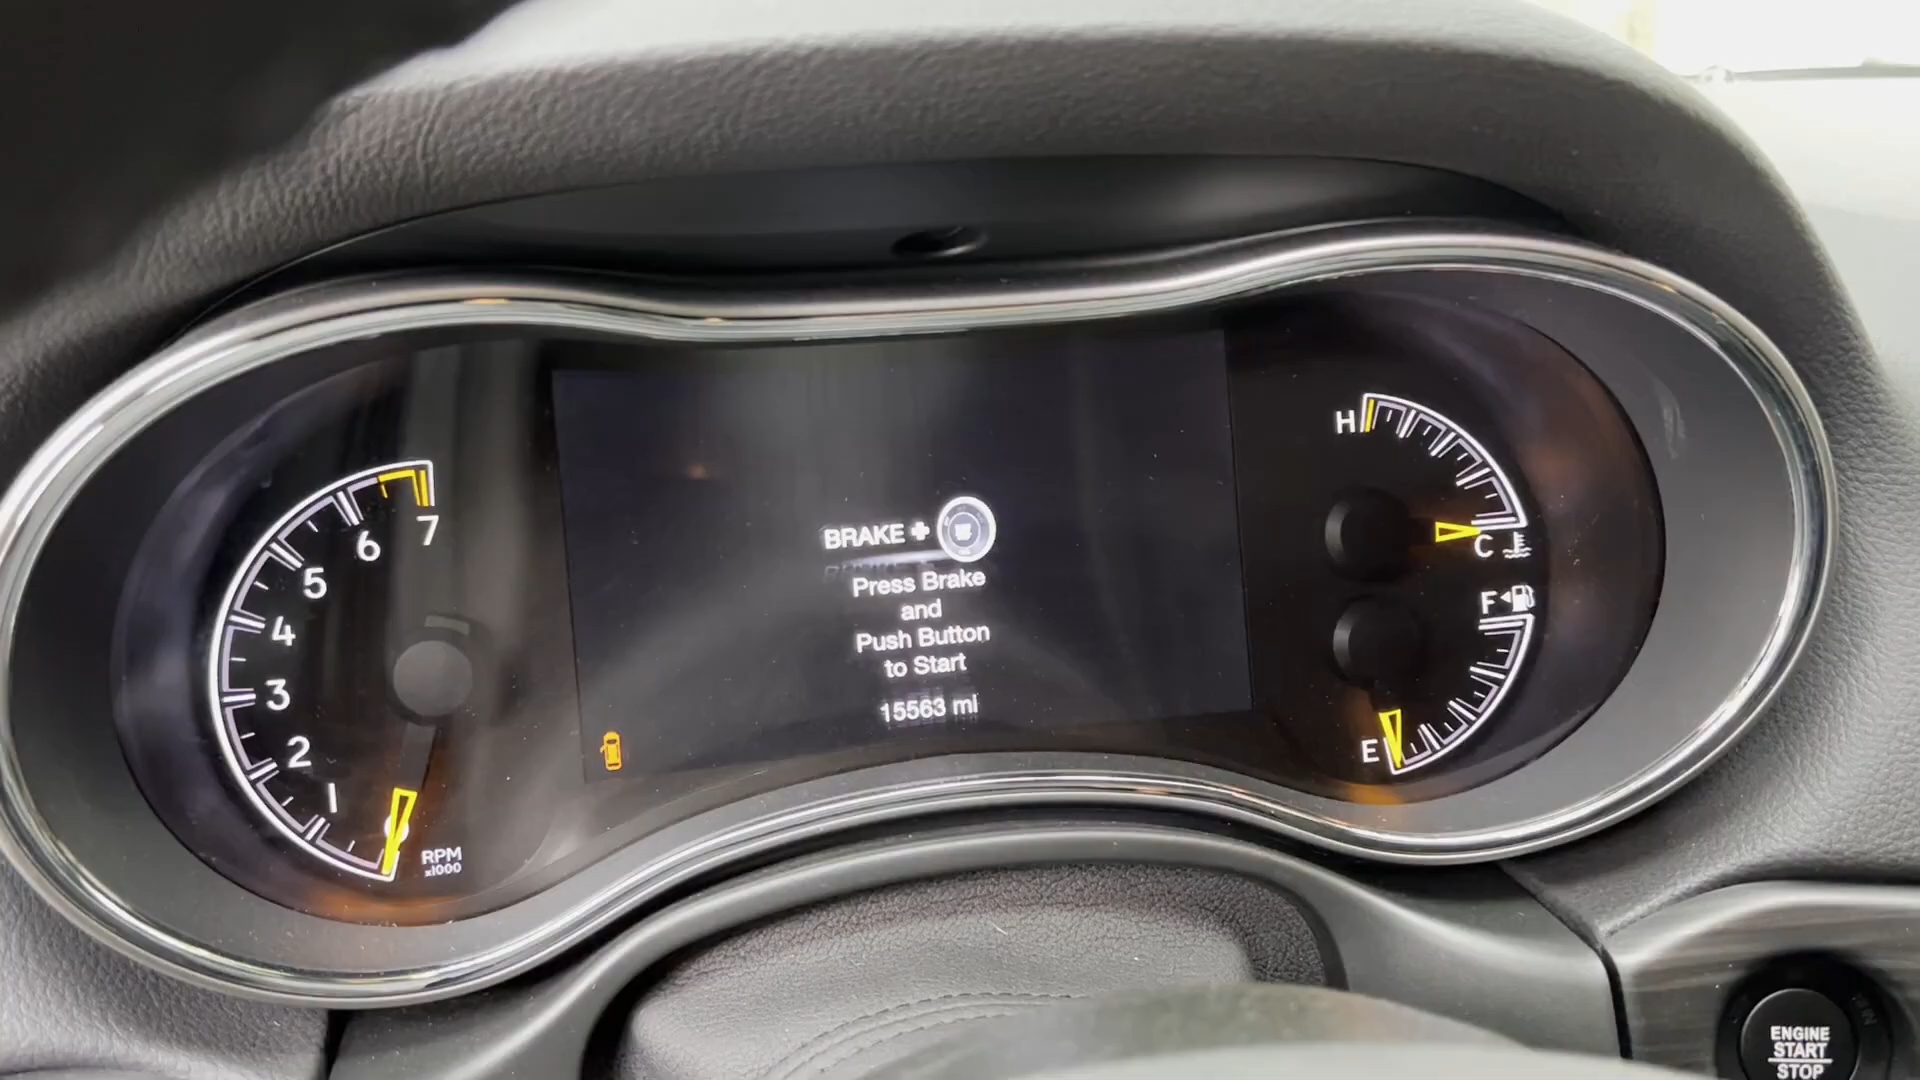 7
6
5
4
3
2
1
RPM
x1000
BRAKE +
Press Brake
and
Push Button
to Start
15563 mi
H
C
F
E
ENGINE
START
STOP